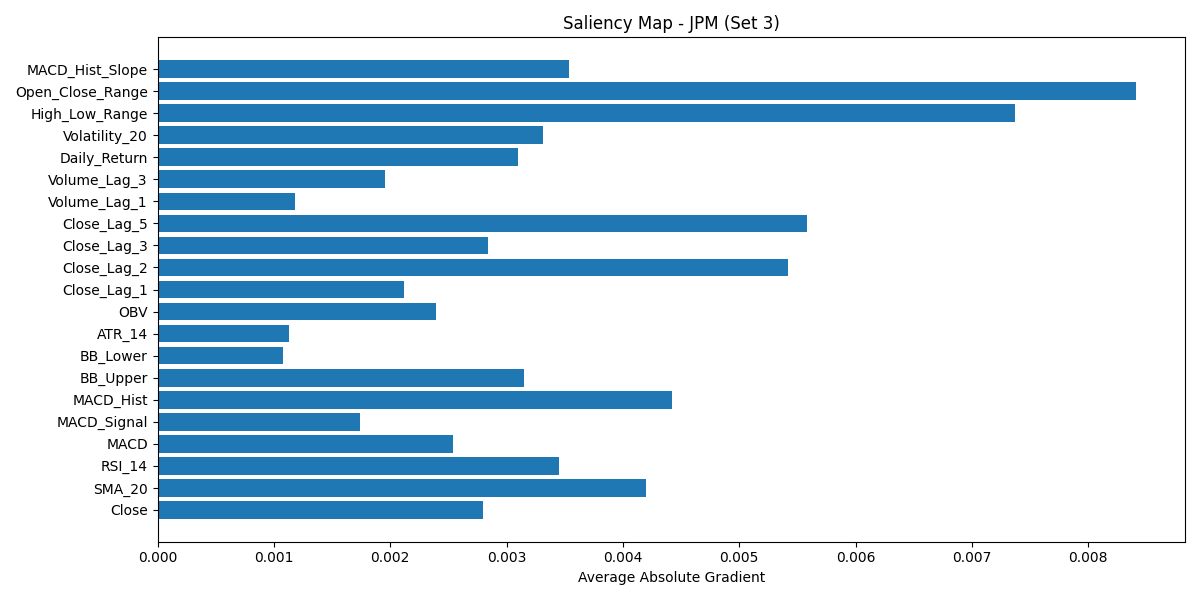 Saliency Map - JPM (Set 3)
MACD_Hist_Slope
Open_Close_Range
High_Low_Range
Volatility_20
Daily_Return
Volume_Lag_3
Volume_Lag_1
Close_Lag_5
Close_Lag_3
Close_Lag_2
Close_Lag_1
OBV
ATR_14
BB_Lower
BB_Upper
MACD_Hist
MACD_Signal
MACD
RSI_14
SMA_20
Close
0.000 0.001 0.002 0.003 0.004 0.005 0.006 0.007 0.008
Average Absolute Gradient